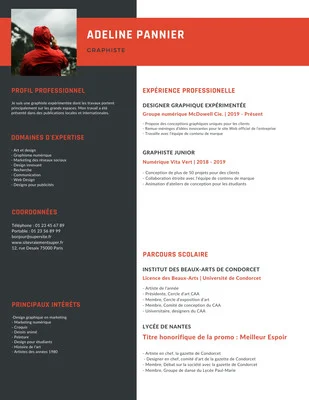 ADELINE PANNIER
GRAPHISTE
PROFIL PROFESSIONNEL
Je suis une graphiste expérimentée dont les travaux portent
principalement sur les grands espaces. Mon travail a été
présenté dans des publications locales et internationales.
DOMAINES D'EXPERTISE
- Art et design
- Graphisme numérique
- Marketing des réseaux sociaux
- Design innovant
- Recherche
- Communication
- Web Design
- Designs pour publicités
COORDONNÉES
Téléphone : 01 23 45 67 89
Portable : 01 23 56 89 99
bonjour@supersite.fr
www.sitevraimentsuper.fr
12, rue Desaix 75000 Paris
PRINCIPAUX INTÉRÊTS
- Design graphique en marketing
- Marketing numérique
- Croquis
- Dessin animé
- Peinture
- Design pour étudiants
- Histoire de l'art
- Artistes des années 1980
EXPÉRIENCE PROFESSIONELLE
DESIGNER GRAPHIQUE EXPÉRIMENTÉE
Groupe numérique McDowell Cie. | 2019 - Présent
- Propose des conceptions graphiques uniques pour les clients.
- Remue-méninges d'idées innovantes pour le site Web officiel de l'entreprise
- Travaille avec l'équipe de contenu de marque
GRAPHISTE JUNIOR
Numérique Vita Vert | 2018 - 2019
- Conception de plus de 50 projets pour des clients
- Collaboration étroite avec l'équipe de contenu de marque
- Animation d'ateliers de conception pour les étudiants
PARCOURS SCOLAIRE
INSTITUT DES BEAUX-ARTS DE CONDORCET
Licence des Beaux-Arts | Université de Condorcet
- Artiste de l'année
- Présidente, Cercle d'art CAA
- Membre, Cercle d'exposition d'art CAA
- Membre, Comité de conception du CAA
- Universitaire, designers du CAA
LYCÉE DE NANTES
Titre honorifique de la promo : Meilleur Espoir
- Artiste en chef, la gazette de Condorcet
- Designer en chef, comité d'art de la gazette de Condorcet
- Membre, Débat sur la société avec la gazette de Condorcet
- Membre, Groupe de danse du Lycée Paul-Marie